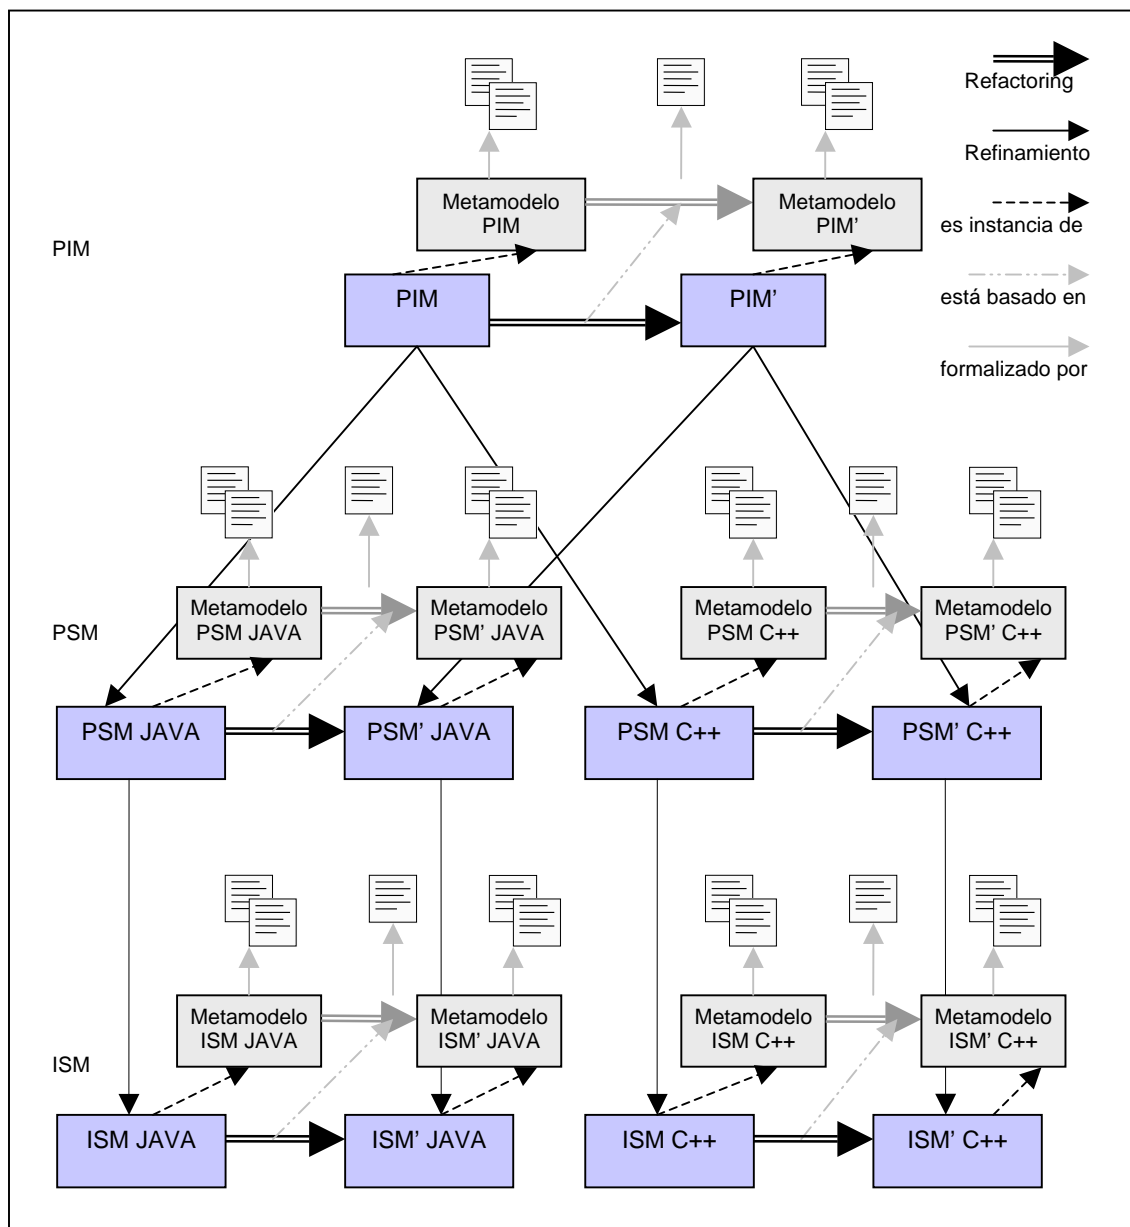 Refactoring
Refinamiento
Metamodelo
PIM
Metamodelo
PIM’
es instancia de
PIM
PIM
PIM’
está basado en
formalizado por
Metamodelo
PSM JAVA
Metamodelo
PSM’ JAVA
Metamodelo
PSM C++
Metamodelo
PSM’ C++
PSM
PSM JAVA
PSM’ JAVA
PSM C++
PSM’ C++
Metamodelo
ISM JAVA
Metamodelo
ISM’ JAVA
Metamodelo
ISM C++
Metamodelo
ISM’ C++
ISM
ISM JAVA
ISM’ JAVA
ISM C++
ISM’ C++